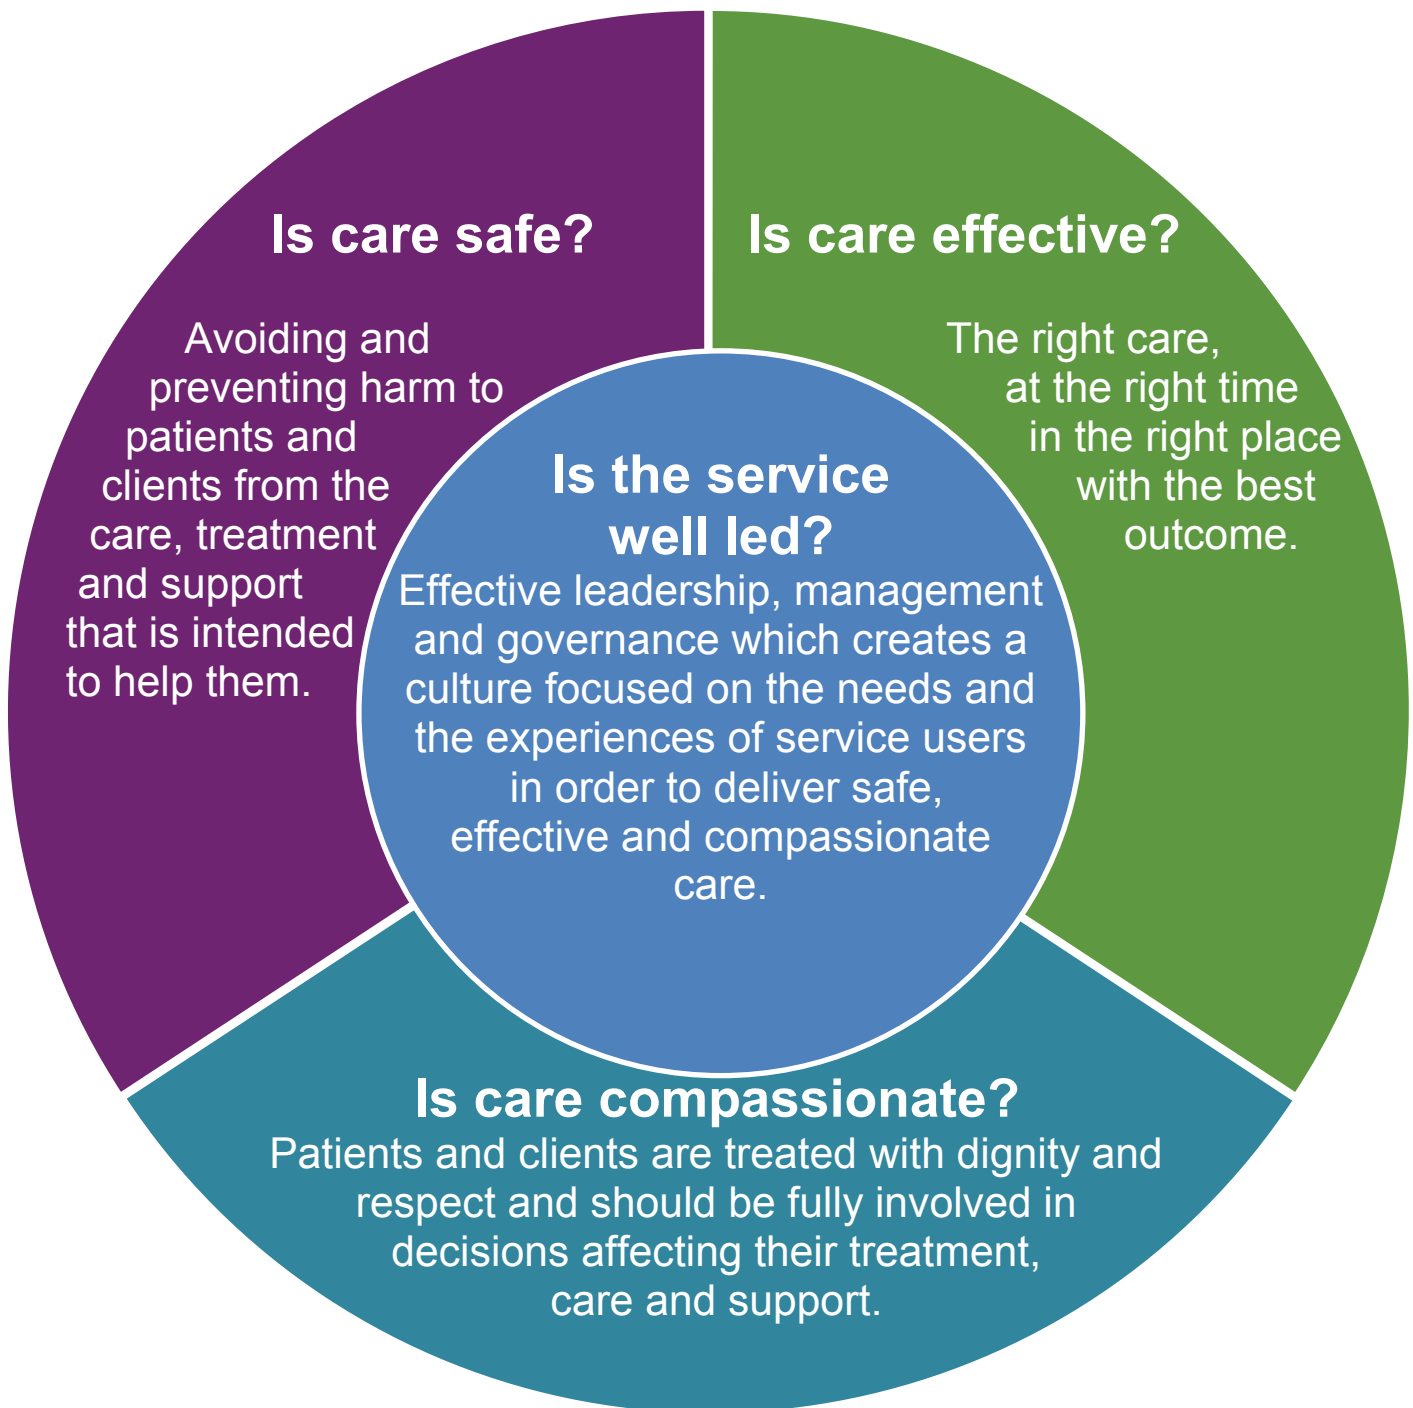 Is care safe?
Avoiding and
preventing harm to
patients and
clients from the
care, treatment
and support
that is intended
to help them.
Is care effective?
The right care,
at the right time
in the right place
with the best
outcome.
Is the service
well led?
Effective leadership, management
and governance which creates a
culture focused on the needs and
the experiences of service users
in order to deliver safe,
effective and compassionate
care.
Is care compassionate?
Patients and clients are treated with dignity and
respect and should be fully involved in
decisions affecting their treatment,
care and support.